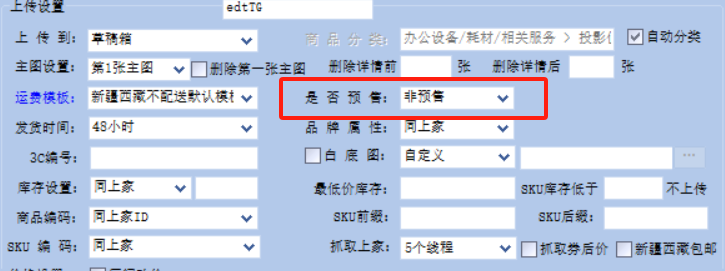 上传设置 edtTG
上 传 到: 草稿箱 商 品 分 类: 办公设备/耗材/相关服务 > 投影 自动分类
主图设置: 第1张主图 删除第一张主图 删除详情前 张 删除详情后 张
运费模板: 新疆西藏不配送默认模 是 否 预 售: 非预售
发货时间: 48小时 品 牌 属 性: 同上家
3C编号: 白 底 图: 自定义 ...
库存设置: 同上家 最低价库存: SKU库存低于 不上传
商品编码: 同上家ID SKU前缀: SKU后缀:
SKU 编 码: 同上家 抓取上家: 5个线程 抓取券后价 新疆西藏包邮